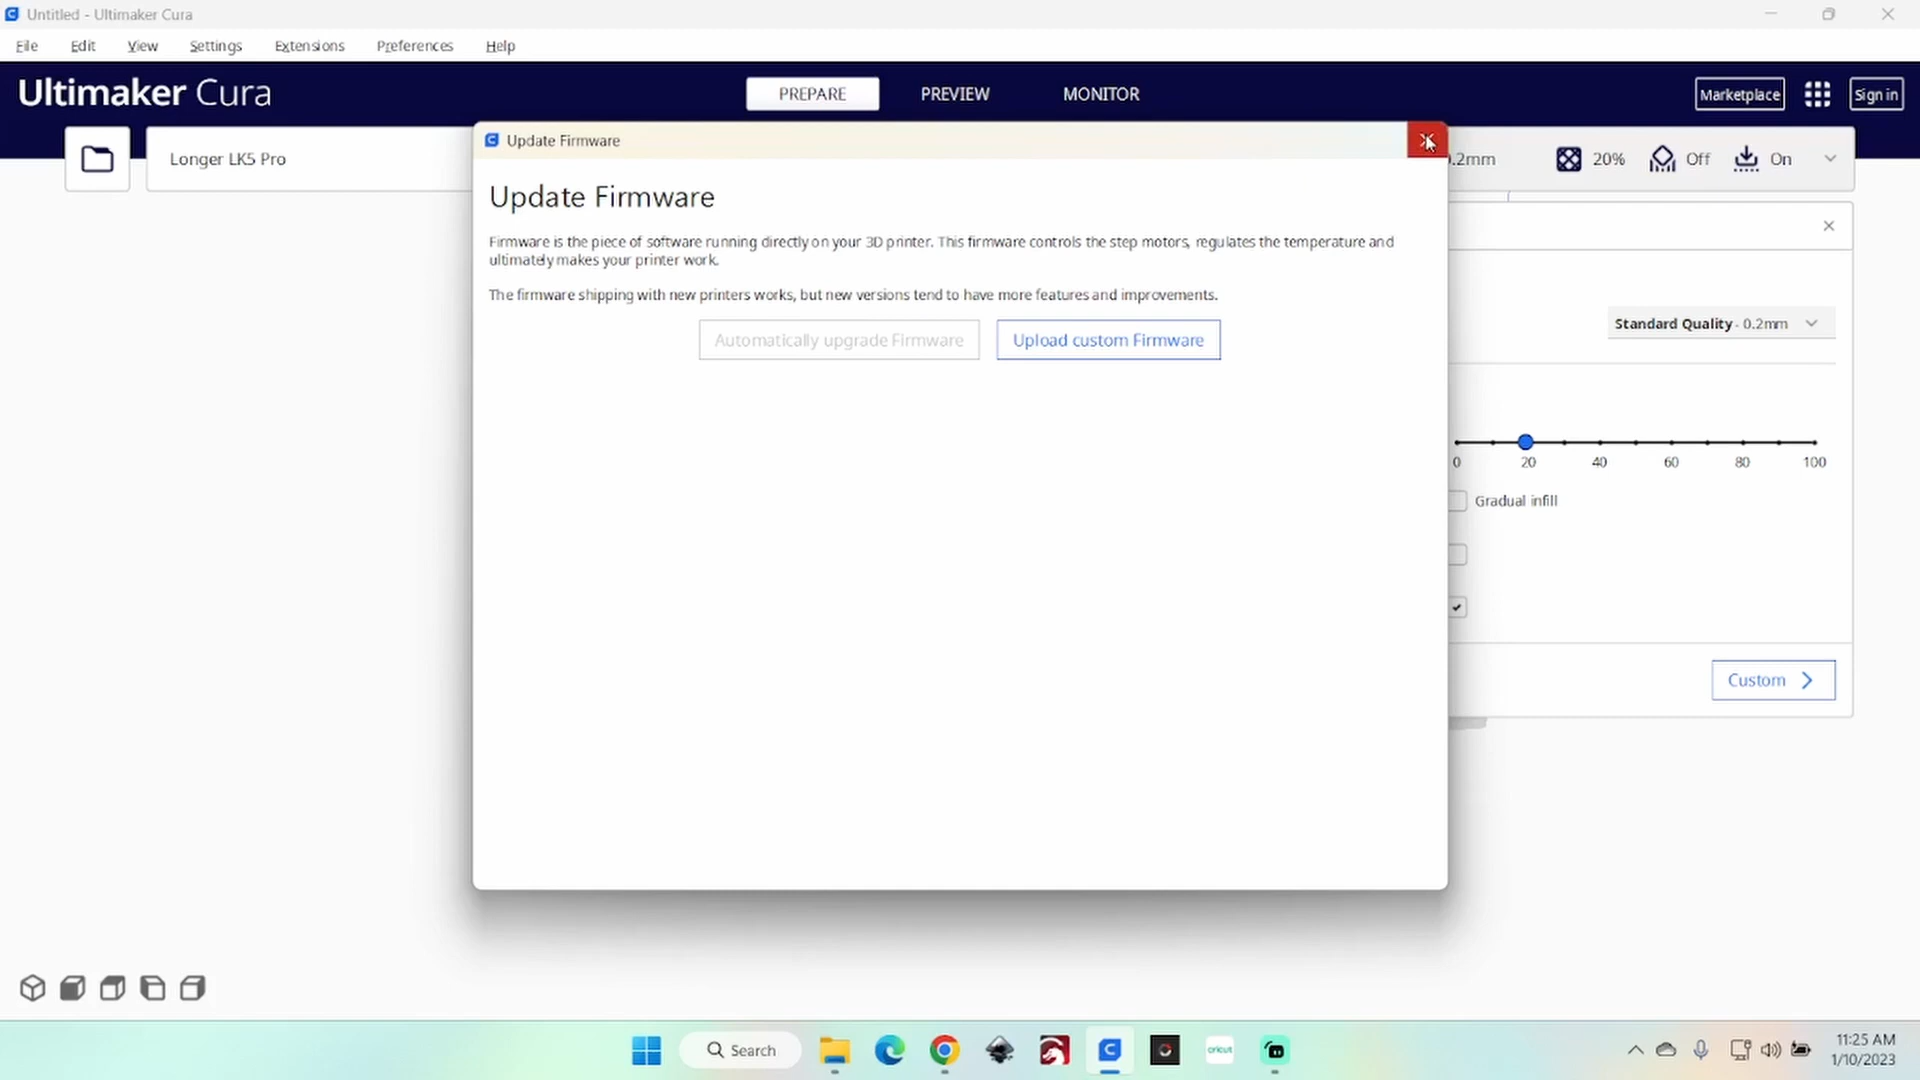 Untitled - Ultimaker Cura
File Edit View Settings Extensions Preferences Help
Ultimaker Cura
PREPARE PREVIEW MONITOR
Marketplace
Sign in
Longer LK5 Pro
Update Firmware
.2mm 20% Off On
Update Firmware
Firmware is the piece of software running directly on your 3D printer. This firmware controls the step motors, regulates the temperature and
ultimately makes your printer work.
The firmware shipping with new printers works, but new versions tend to have more features and improvements.
Automatically upgrade Firmware
Upload custom Firmware
Standard Quality - 0.2mm
0 20 40 60 80 100
Gradual infill
Custom
Search
cricut
11:25 AM
1/10/2023